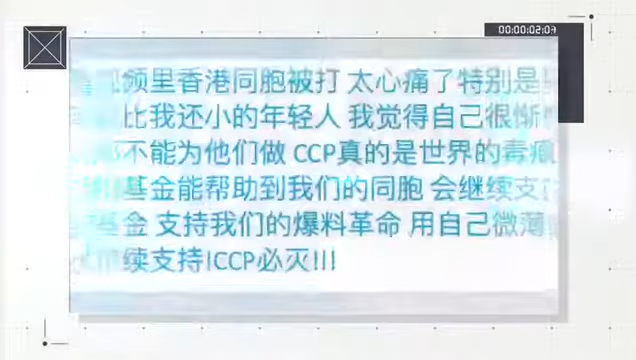 00:00:02:09
频里香港同胞被打 太心痛了特别是
比我还小的年轻人 我觉得自己很惭
不能为他们做 CCP真的是世界的毒瘤
基金能帮助到我们的同胞 会继续支
基金 支持我们的爆料革命 用自己微薄
继续支持!CCP必灭!!!